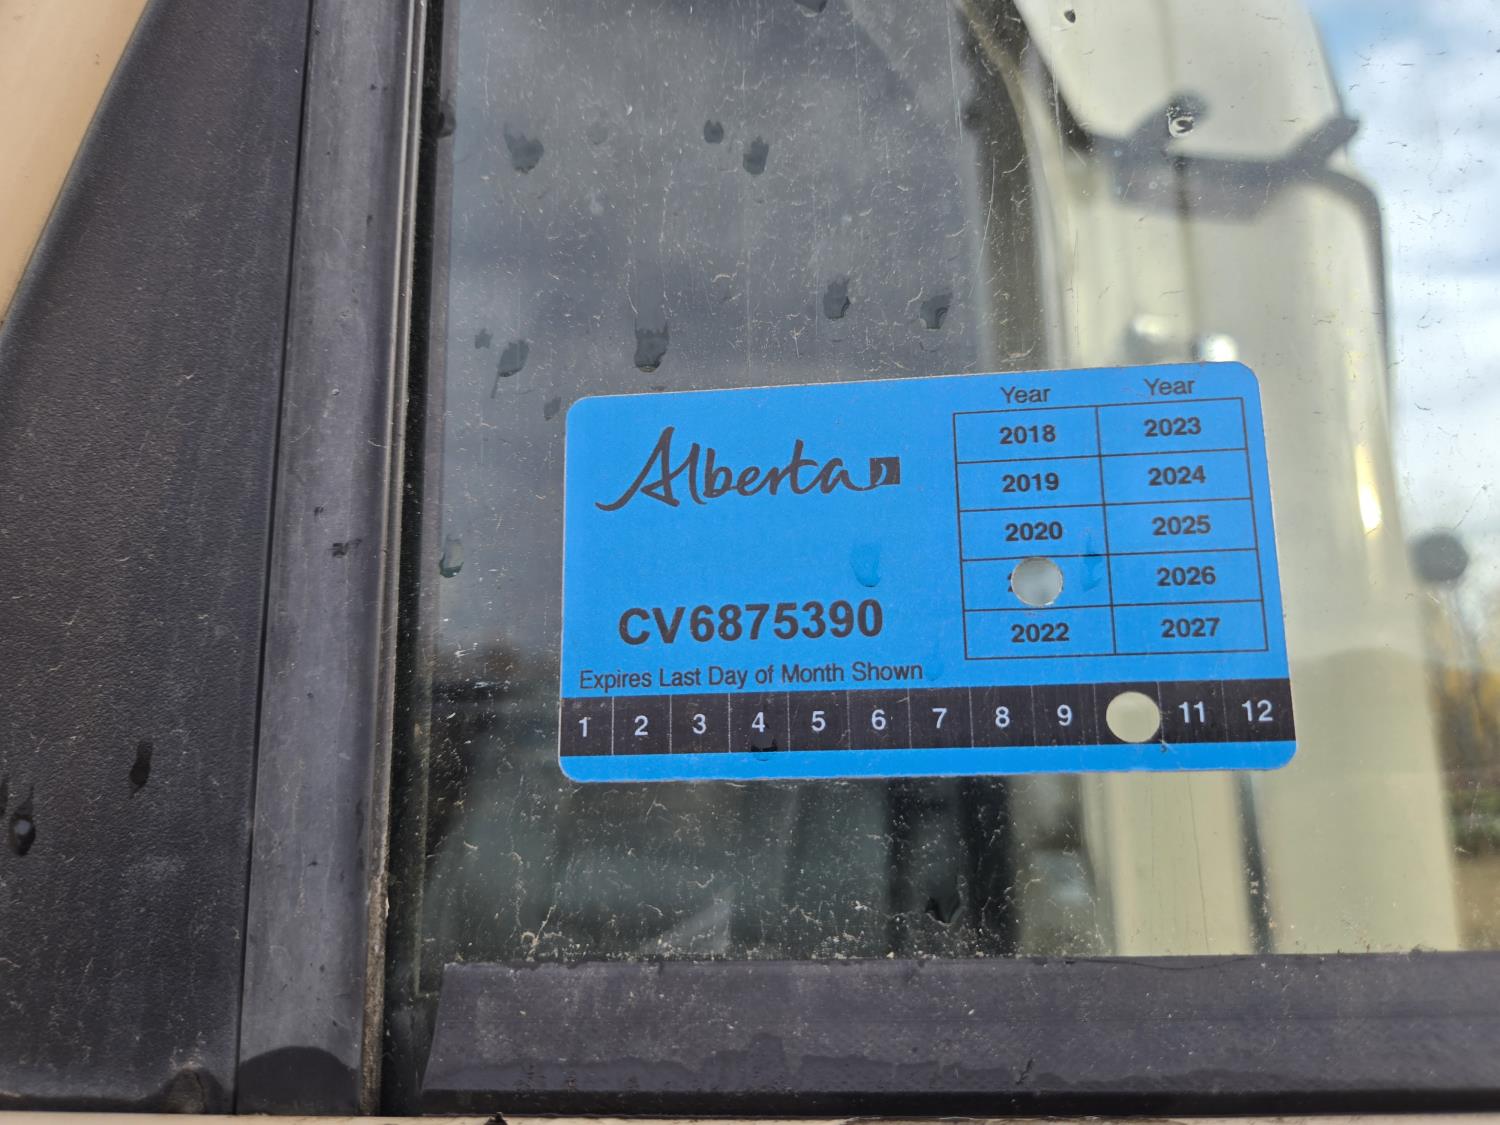 Alberta
Year Year
2018 2023
2019 2024
2020 2025
2026
2022 2027
CV6875390
Expires Last Day of Month Shown
1 2 3 4 5 6 7 8 9 11 12